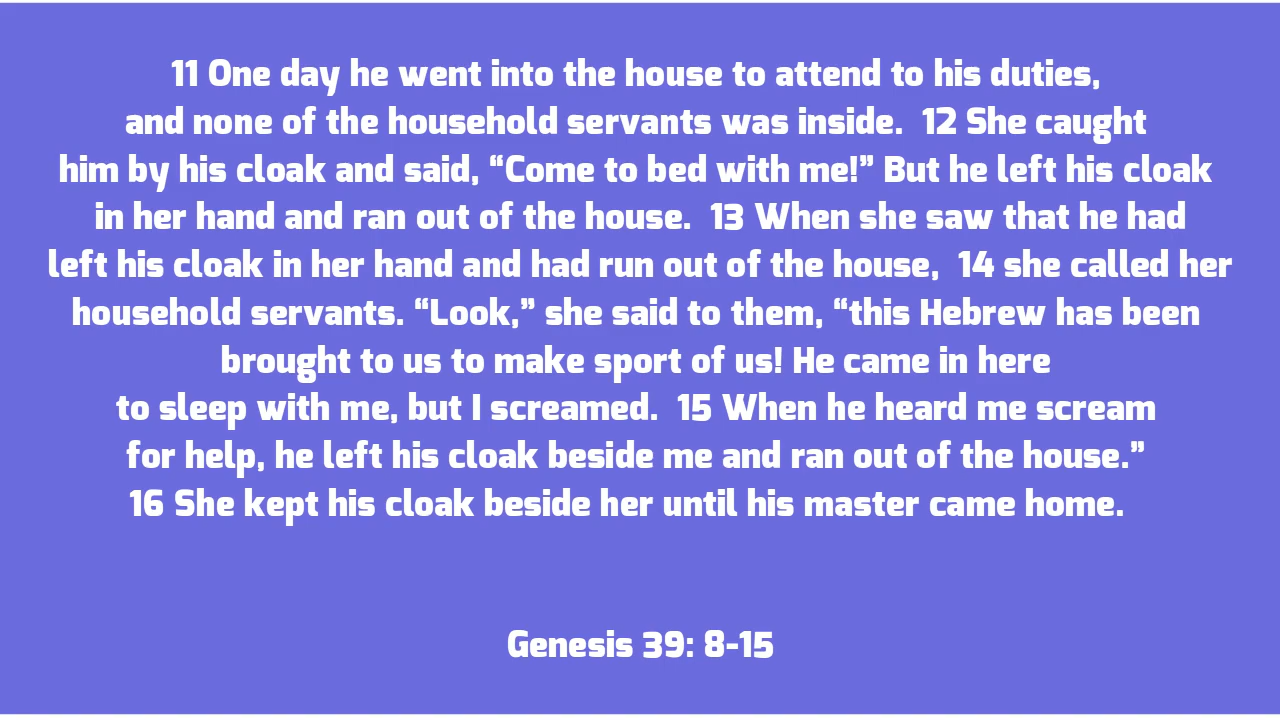 11 One day he went into the house to attend to his duties,
and none of the household servants was inside.  12 She caught
him by his cloak and said, “Come to bed with me!” But he left his cloak
in her hand and ran out of the house.  13 When she saw that he had
left his cloak in her hand and had run out of the house,  14 she called her
household servants. “Look,” she said to them, “this Hebrew has been
brought to us to make sport of us! He came in here
to sleep with me, but I screamed.  15 When he heard me scream
for help, he left his cloak beside me and ran out of the house.”
16 She kept his cloak beside her until his master came home.
Genesis 39: 8-15